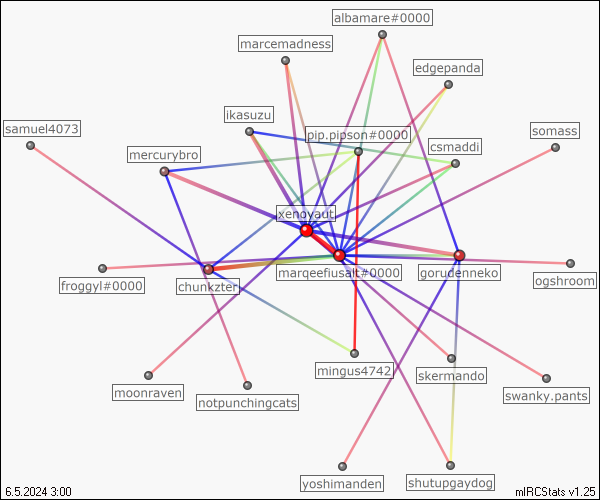 albamare#0000
marcemadness
edgepanda
ikasuzu
samuel4073
pip.pipson#0000
somass
mercurybro
csmaddi
xenoyaut
marqeefiusalt#0000
gorudenneko
froggyl#0000
chunkzter
ogshroom
mingus4742
skermando
moonraven
notpunchingcats
swanky.pants
yoshimanden
shutupgaydog
6.5.2024 3:00
mIRCStats v1.25